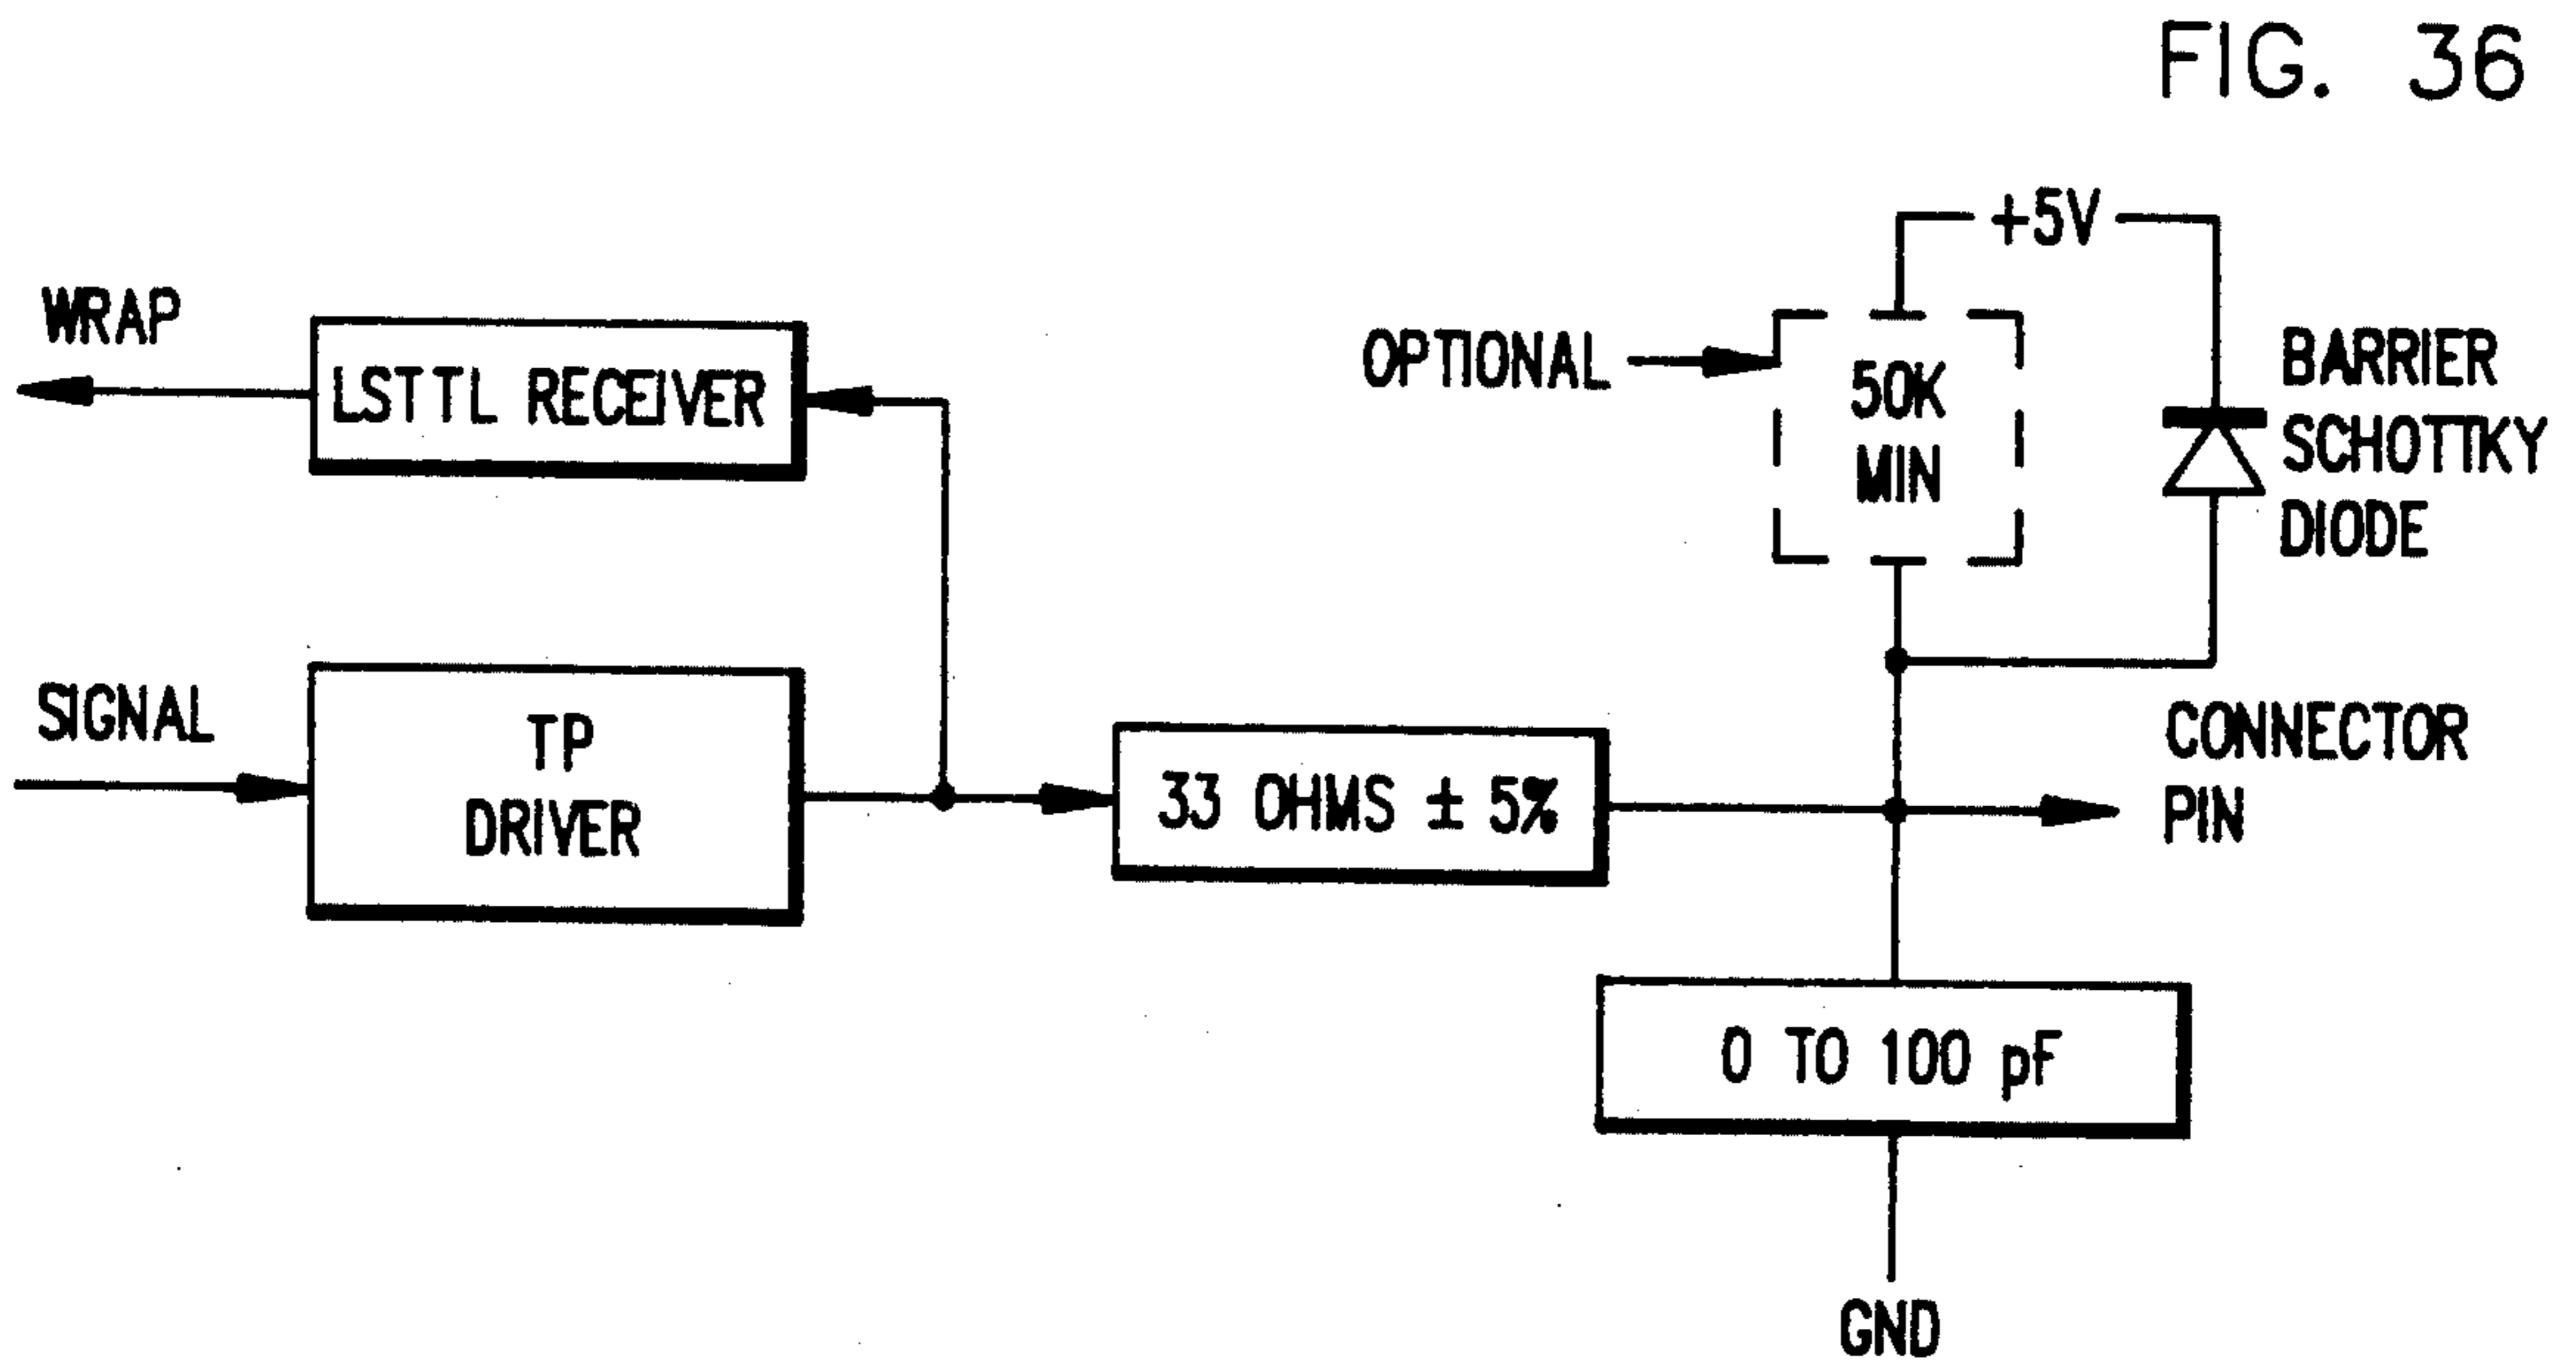 FIG. 36
+5V
WRAP
LSTTL RECEIVER
OPTIONAL
50K
MIN
BARRIER
SCHOTTKY
DIODE
SIGNAL
TP
DRIVER
33 OHMS ± 5%
CONNECTOR
PIN
0 TO 100 pF
GND